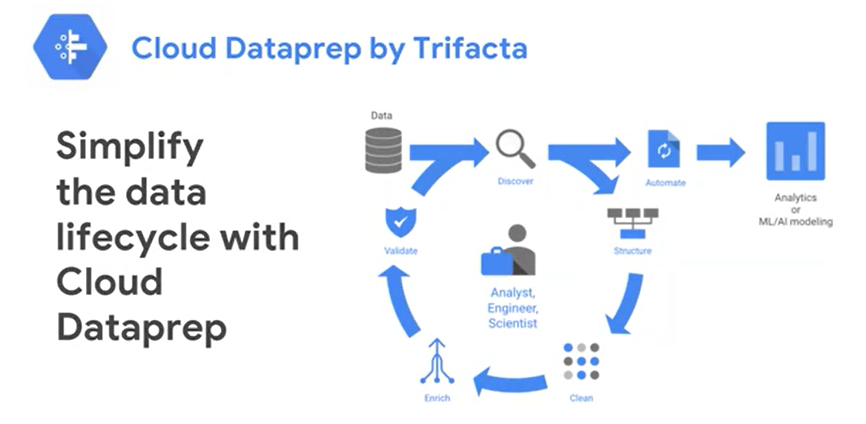 Cloud Dataprep by Trifacta
Simplify
the data
lifecycle with
Cloud
Dataprep
Data
Discover
Automate
Analytics
or
ML/AI modeling
Validate
Structure
Analyst,
Engineer,
Scientist
Enrich
Clean